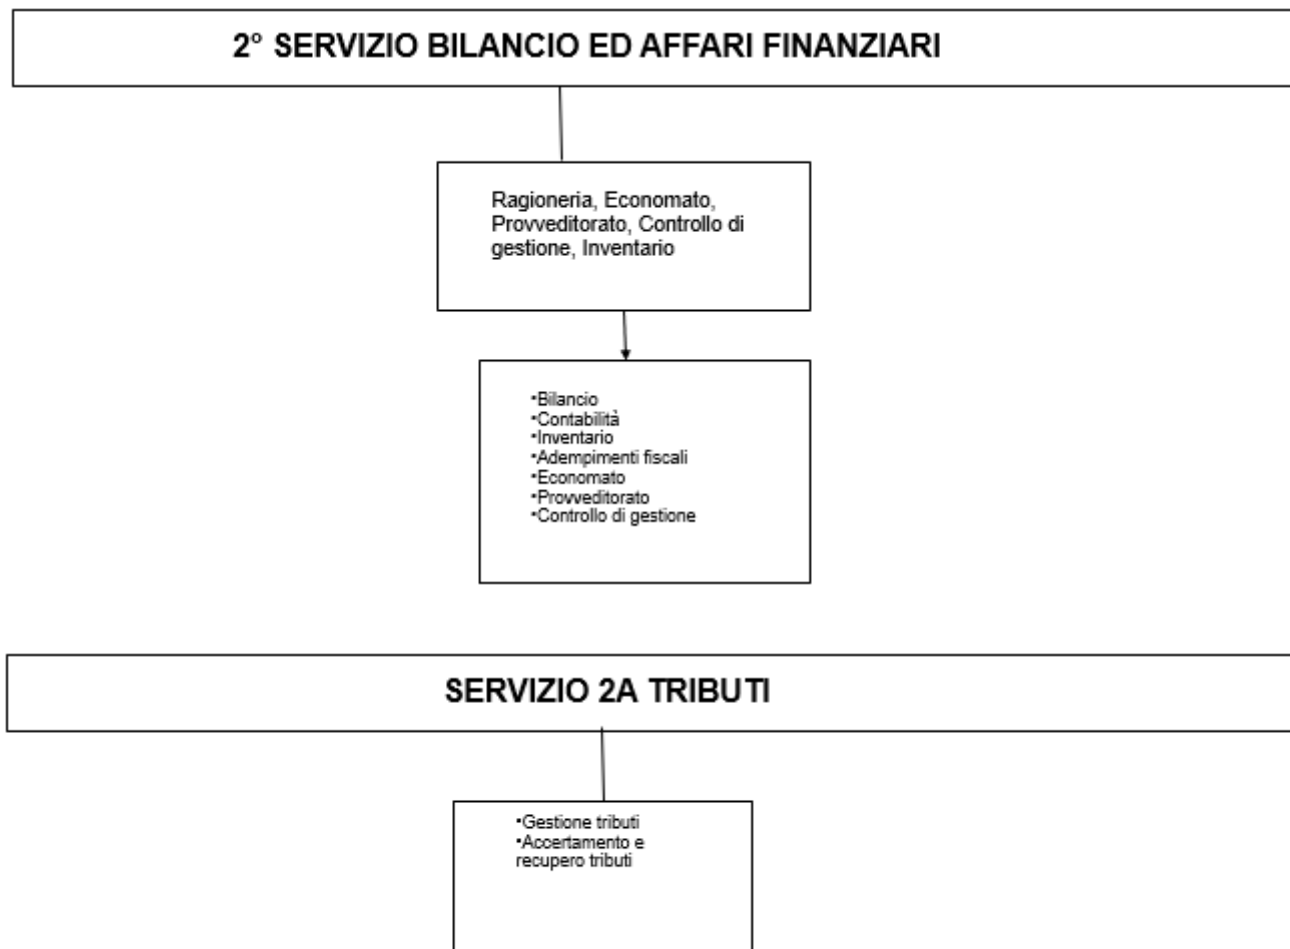 2° SERVIZIO BILANCIO ED AFFARI FINANZIARI
Ragioneria, Economato,
Provveditorato, Controllo di
gestione, Inventario
•Bilancio
•Contabilità
•Inventario
•Adempimenti fiscali
•Economato
•Provveditorato
•Controllo di gestione
SERVIZIO 2A TRIBUTI
•Gestione tributi
•Accertamento e
recupero tributi